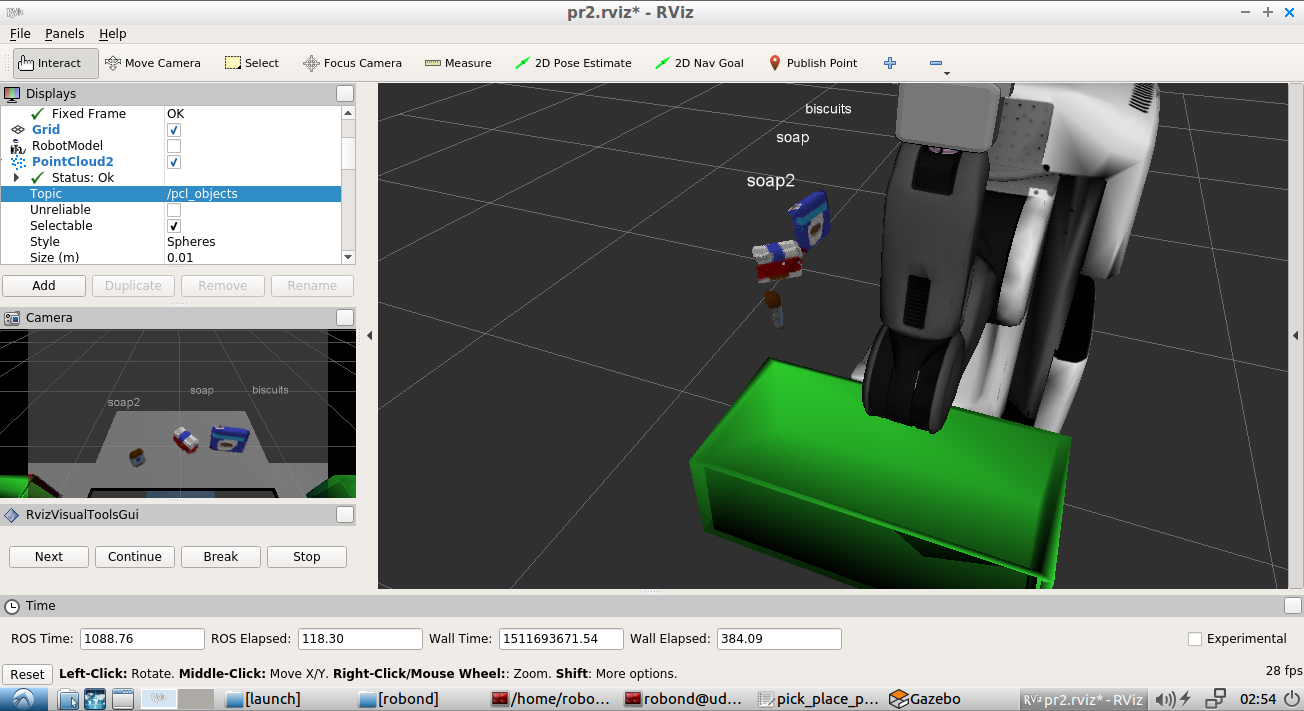 pr2.rviz* - RViz
File Panels Help
Interact Move Camera Select Focus Camera Measure 2D Pose Estimate 2D Nav Goal Publish Point
Displays
Fixed Frame OK
Grid
RobotModel
PointCloud2
Status: Ok
Topic /pcl_objects
Unreliable
Selectable
Style Spheres
Size (m) 0.01
Add Duplicate Remove Rename
Camera
soap biscuits
soap2
RvizVisualToolsGui
Next Continue Break Stop
biscuits
soap
soap2
Time
ROS Time: 1088.76 ROS Elapsed: 118.30 Wall Time: 1511693671.54 Wall Elapsed: 384.09 Experimental
Reset Left-Click: Rotate. Middle-Click: Move X/Y. Right-Click/Mouse Wheel:: Zoom. Shift: More options. 28 fps
[launch] [robond] /home/robo... robond@ud... pick_place_p... Gazebo RViz pr2.rviz* - RViz 02:54